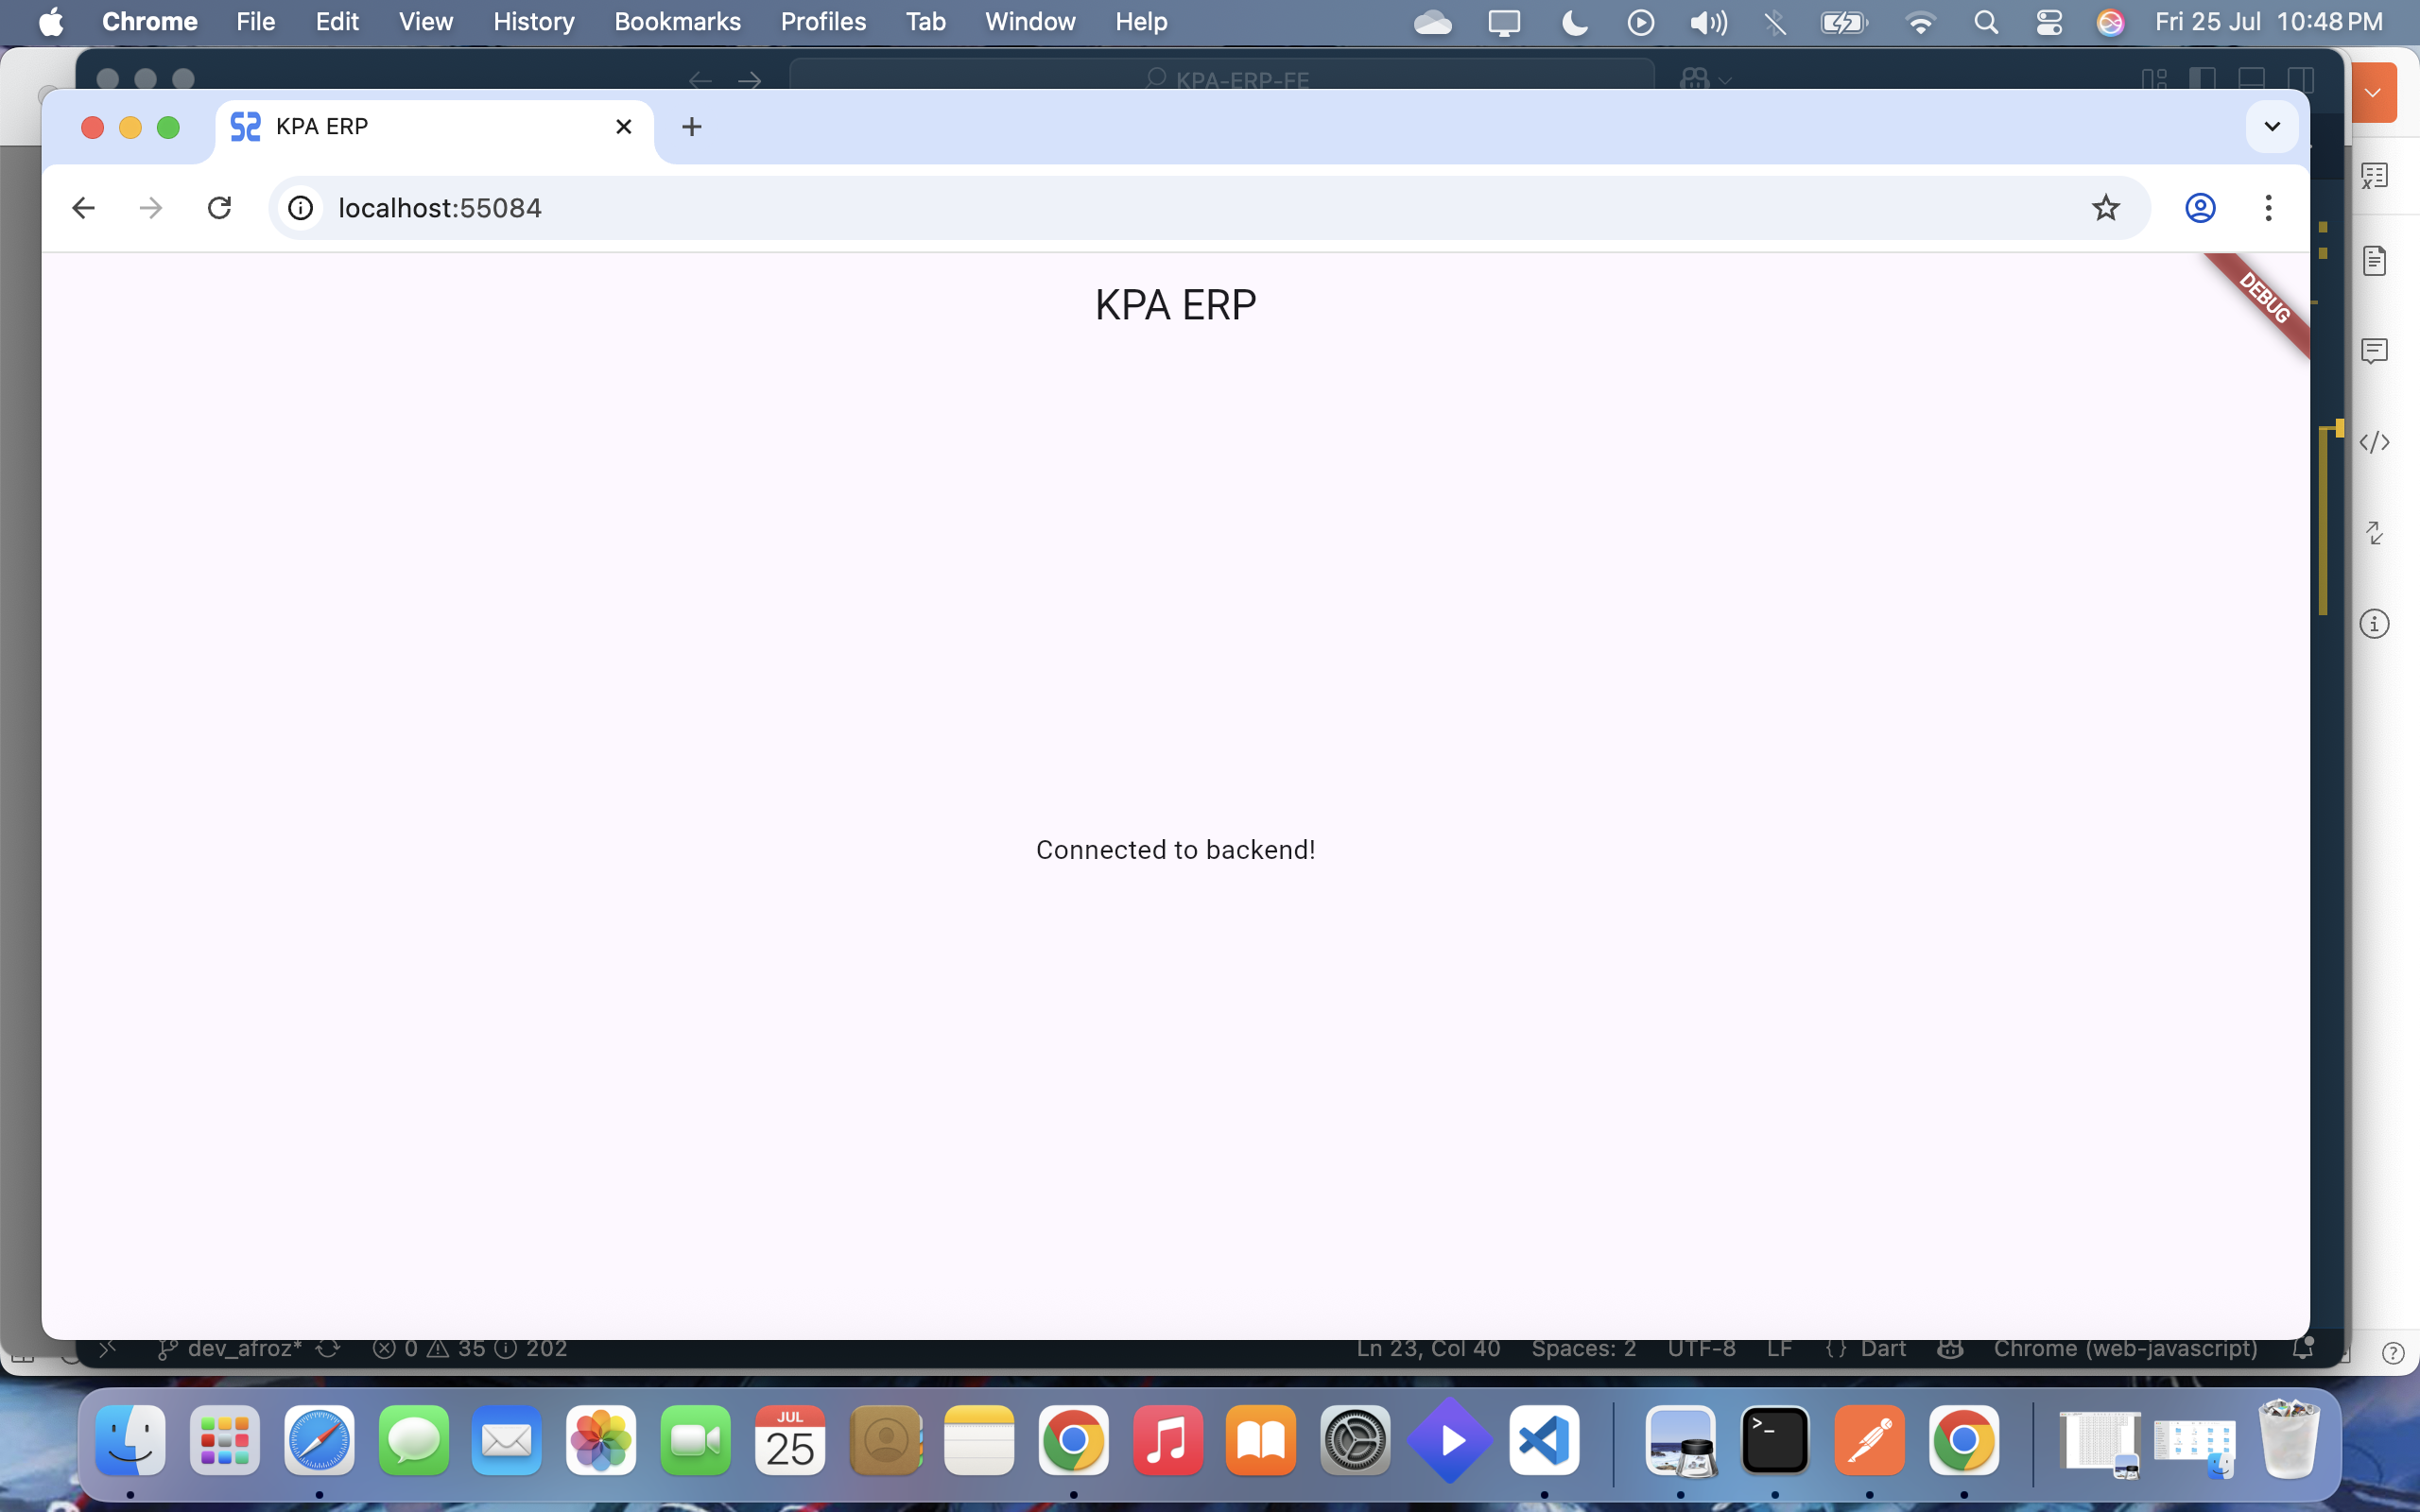 Chrome File Edit View History Bookmarks Profiles Tab Window Help Fri 25 Jul 10:48 PM
KPA-ERP-FE
KPA ERP
localhost:55084
KPA ERP
DEBUG
Connected to backend!
dev_afroz* 0 35 202 Ln 23, Col 40 Spaces: 2 UTF-8 LF {} Dart Chrome (web-javascript)
JUL
25